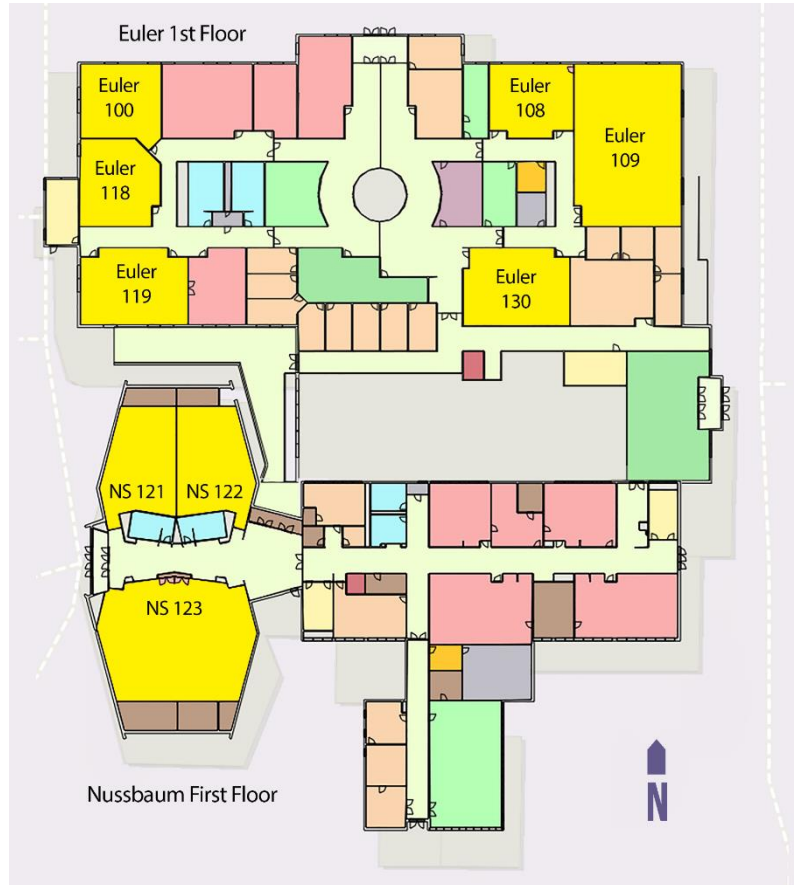 Euler 1st Floor
Euler
100
Euler
108
Euler
109
Euler
118
Euler
119
Euler
130
NS 121
NS 122
NS 123
Nussbaum First Floor
N